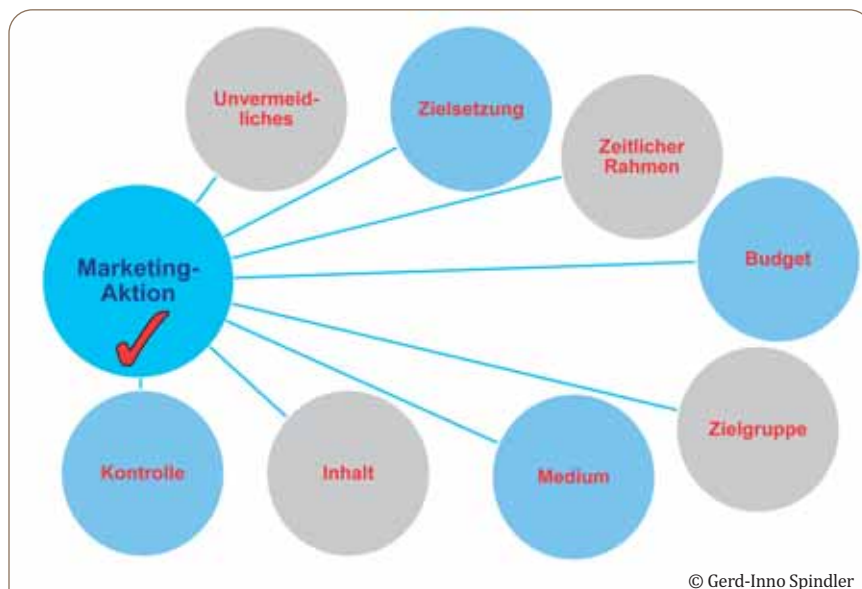 Unvermeid-
liches
Zielsetzung
Zeitlicher
Rahmen
Budget
Marketing-
Aktion
Zielgruppe
Kontrolle
Inhalt
Medium
© Gerd-Inno Spindler